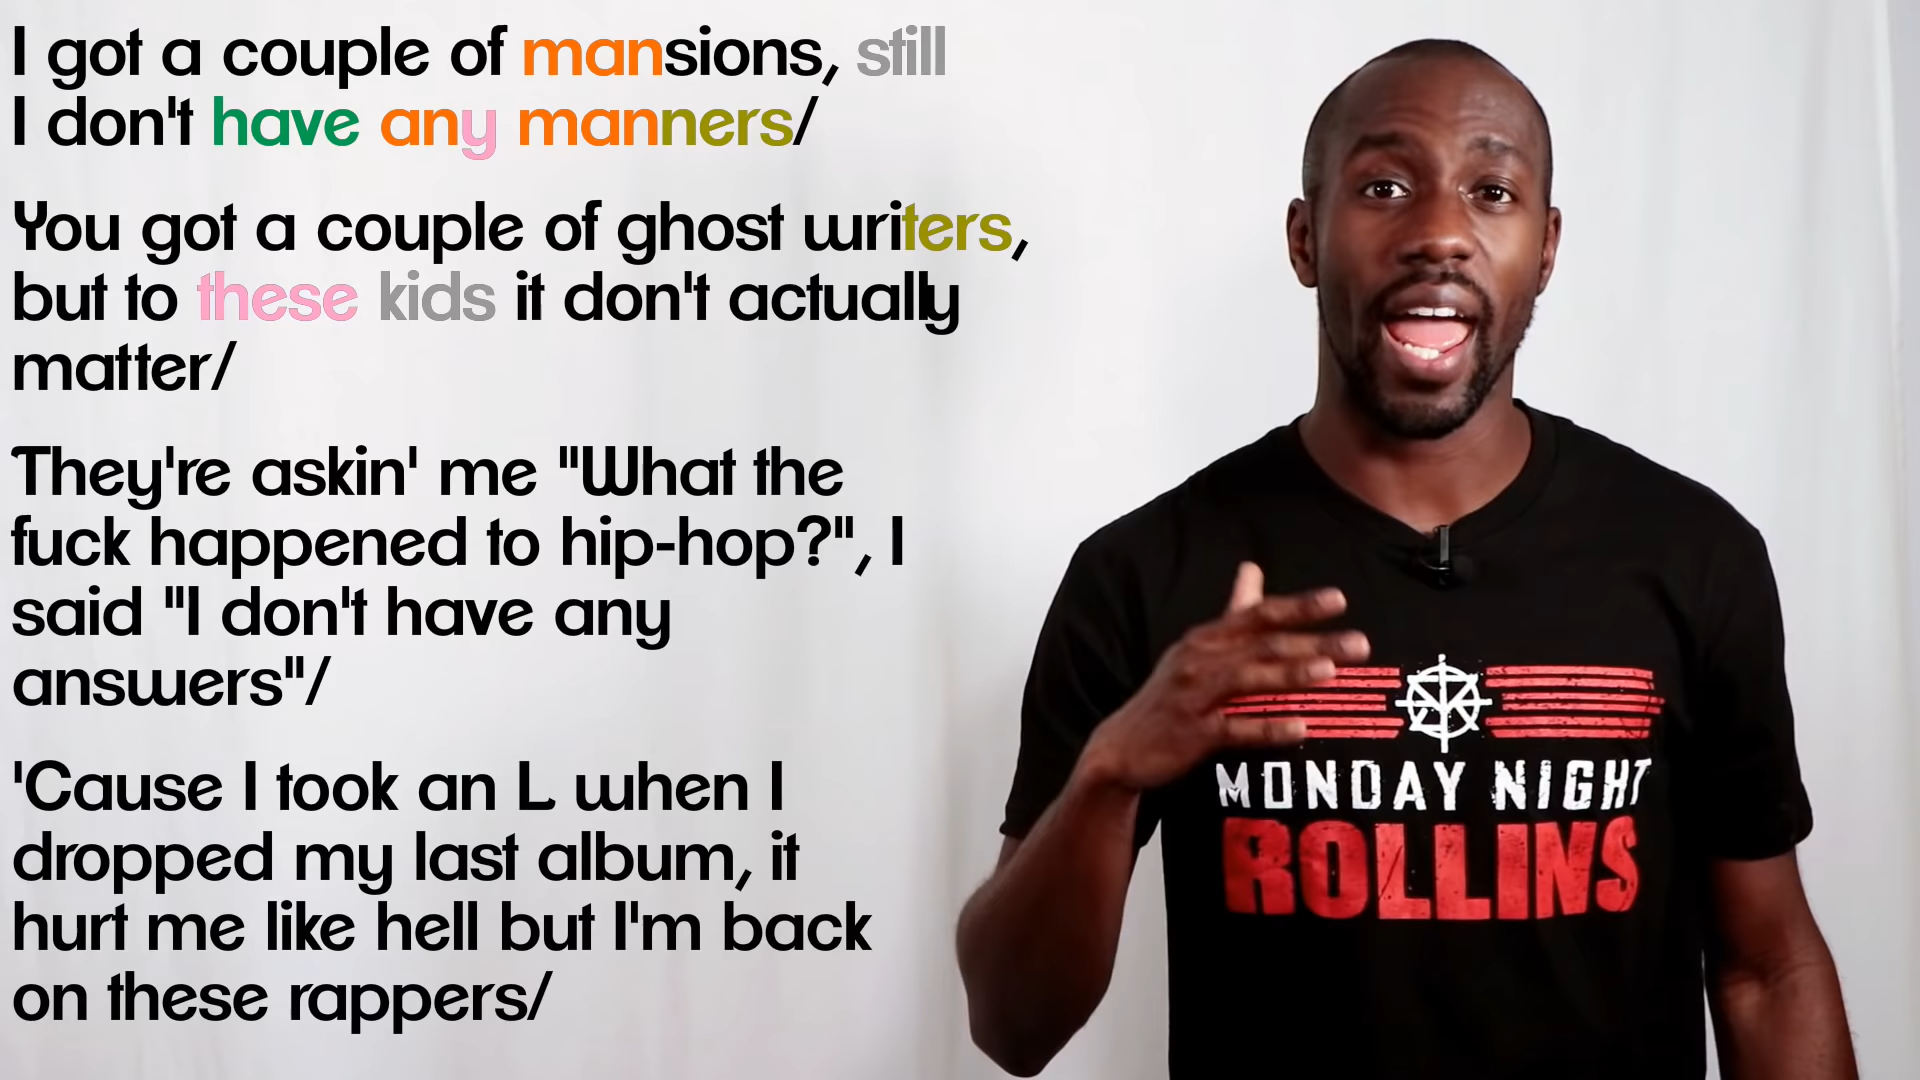 I got a couple of mansions, still
I don't have any manners/
You got a couple of ghost writers,
but to these kids it don't actually
matter/
They're askin' me "What the
fuck happened to hip-hop?", I
said "I don't have any
answers"/
'Cause I took an L when I
dropped my last album, it
hurt me like hell but I'm back
on these rappers/
MONDAY NIGHT
ROLLINS